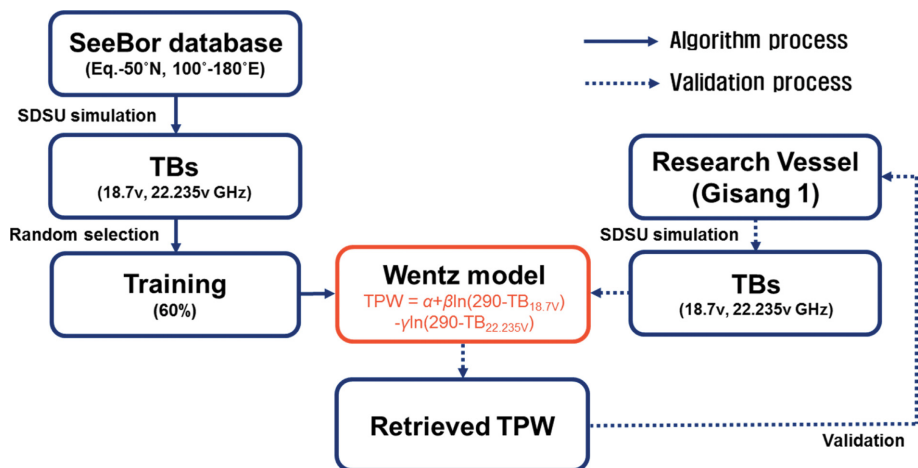 SeeBor database
(Eq.-50˚N, 100˚-180˚E)
SDSU simulation
TBs
(18.7v, 22.235v GHz)
Random selection
Training
(60%)
Wentz model
TPW = α+βln(290-TB18.7V)
-γln(290-TB22.235V)
Retrieved TPW
Algorithm process
Validation process
Research Vessel
(Gisang 1)
SDSU simulation
TBs
(18.7v, 22.235v GHz)
Validation